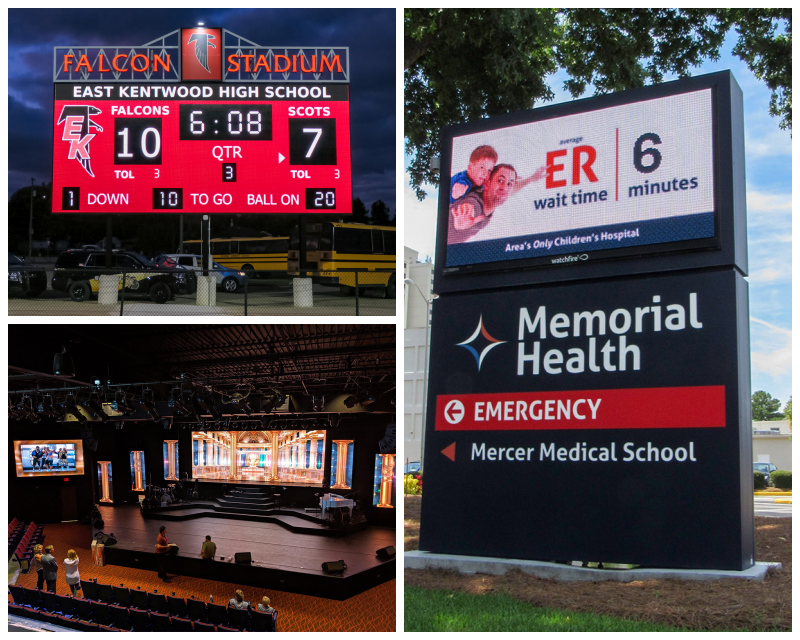 FALCON STADIUM
EAST KENTWOOD HIGH SCHOOL
FALCONS
SCOTS
EK
10
6:08
7
QTR
TOL 3
3
TOL 3
1 DOWN 10 TO GO BALL ON 20
average
ER
wait time
6
minutes
Area's Only Children's Hospital
watchfire
Memorial
Health
EMERGENCY
Mercer Medical School